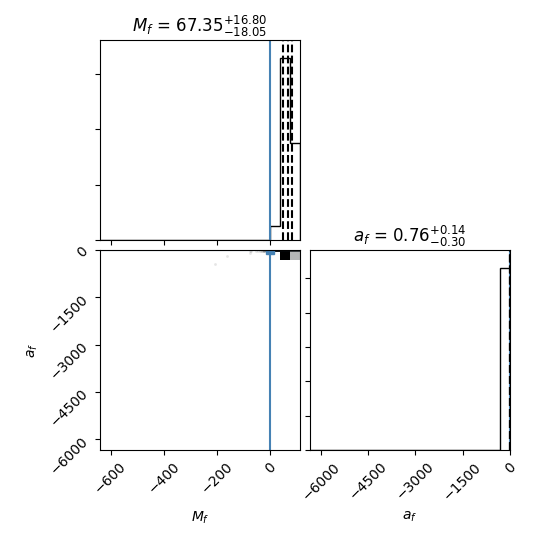 M_f = 67.35^{+16.80}_{-18.05}
a_f = 0.76^{+0.14}_{-0.30}
0
−1500
−3000
−4500
−6000
a_f
−600
−400
−200
0
M_f
−6000
−4500
−3000
−1500
0
a_f